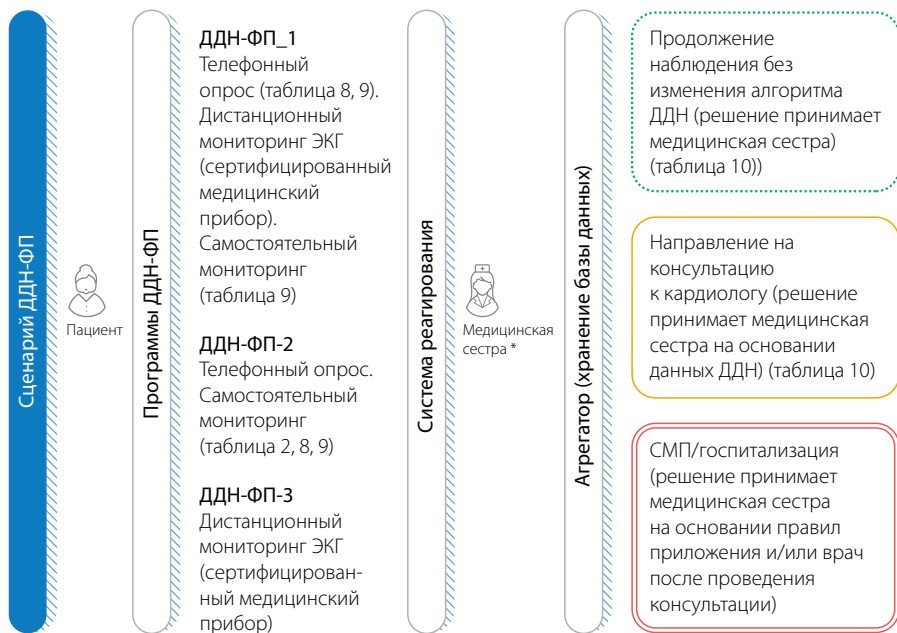 Сценарий ДДН-ФП
Пациент
Программы ДДН-ФП
ДДН-ФП_1
Телефонный
опрос (таблица 8, 9).
Дистанционный
мониторинг ЭКГ
(сертифицированный
медицинский
прибор).
Самостоятельный
мониторинг
(таблица 9)
ДДН-ФП-2
Телефонный опрос.
Самостоятельный
мониторинг
(таблица 2, 8, 9)
ДДН-ФП-3
Дистанционный
мониторинг ЭКГ
(сертифицирован-
ный медицинский
прибор)
Система реагирования
Медицинская
сестра *
Агрегатор (хранение базы данных)
Продолжение
наблюдения без
изменения алгоритма
ДДН (решение принимает
медицинская сестра)
(таблица 10))
Направление на
консультацию
к кардиологу (решение
принимает медицинская
сестра на основании
данных ДДН) (таблица 10)
СМП/госпитализация
(решение принимает
медицинская сестра
на основании правил
приложения и/или врач
после проведения
консультации)